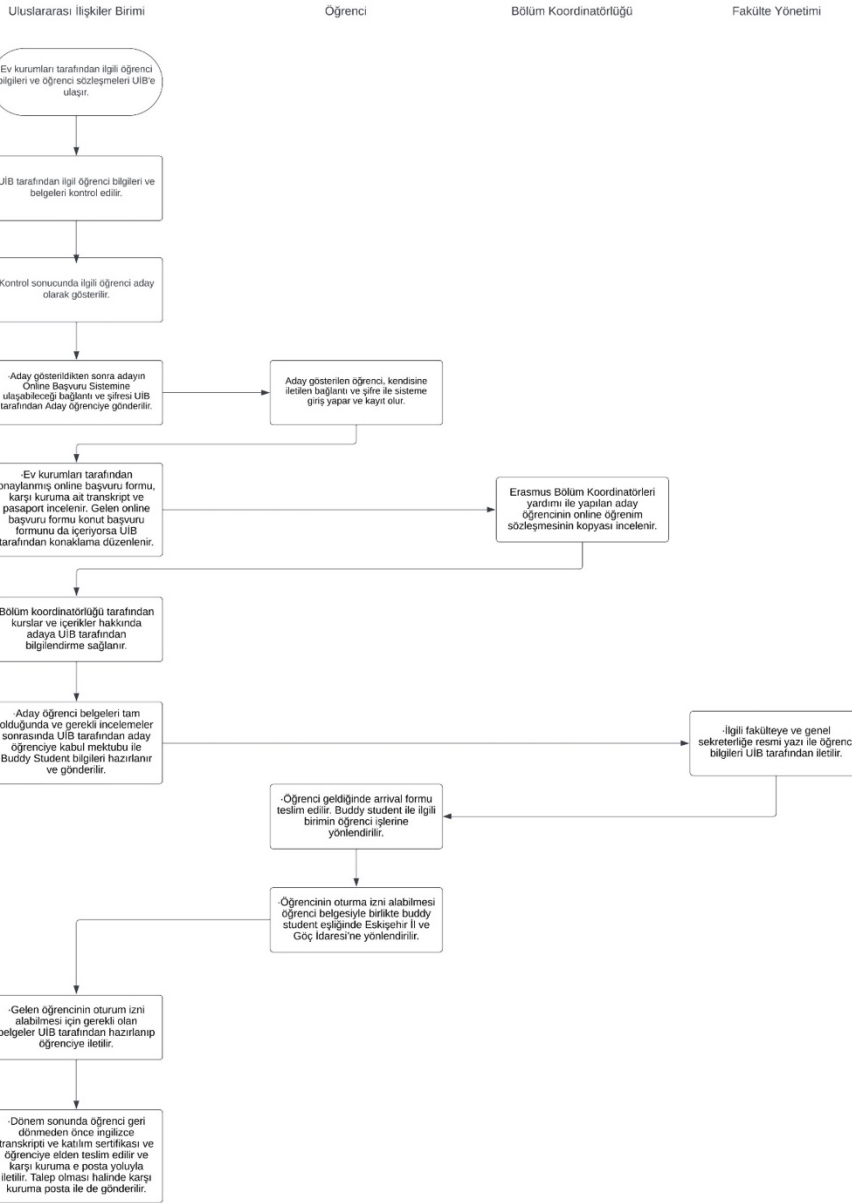 Uluslararası İlişkiler Birimi
Öğrenci
Bölüm Koordinatörlüğü
Fakülte Yönetimi
Ev kurumları tarafından ilgili öğrenci
bilgileri ve öğrenci sözleşmeleri UİB'e
ulaşır.
UİB tarafından ilgil öğrenci bilgileri ve
belgeleri kontrol edilir.
Kontrol sonucunda ilgili öğrenci aday
olarak gösterilir.
·Aday gösterildikten sonra adayın
Online Başvuru Sistemine
ulaşabileceği bağlantı ve şifresi UİB
tarafından Aday öğrenciye gönderilir.
Aday gösterilen öğrenci, kendisine
iletilen bağlantı ve şifre ile sisteme
giriş yapar ve kayıt olur.
·Ev kurumları tarafından
onaylanmış online başvuru formu,
karşı kuruma ait transkript ve
pasaport incelenir. Gelen online
başvuru formu konut başvuru
formunu da içeriyorsa UİB
tarafından konaklama düzenlenir.
Erasmus Bölüm Koordinatörleri
yardımı ile yapılan aday
öğrencinin online öğrenim
sözleşmesinin kopyası incelenir.
Bölüm koordinatörlüğü tarafından
kurslar ve içerikler hakkında
adaya UİB tarafından
bilgilendirme sağlanır.
·Aday öğrenci belgeleri tam
olduğunda ve gerekli incelemeler
sonrasında UİB tarafından aday
öğrenciye kabul mektubu ile
Buddy Student bilgileri hazırlanır
ve gönderilir.
·İlgili fakülteye ve genel
sekreterliğe resmi yazı ile öğrenci
bilgileri UİB tarafından iletilir.
·Öğrenci geldiğinde arrival formu
teslim edilir. Buddy student ile ilgili
birimin öğrenci işlerine
yönlendirilir.
·Öğrencinin oturma izni alabilmesi
öğrenci belgesiyle birlikte buddy
student eşliğinde Eskişehir İl ve
Göç İdaresi'ne yönlendirilir.
·Gelen öğrencinin oturum izni
alabilmesi için gerekli olan
belgeler UİB tarafından hazırlanıp
öğrenciye iletilir.
·Dönem sonunda öğrenci geri
dönmeden önce ingilizce
transkripti ve katılım sertifikası ve
öğrenciye elden teslim edilir ve
karşı kuruma e posta yoluyla
iletilir. Talep olması halinde karşı
kuruma posta ile de gönderilir.